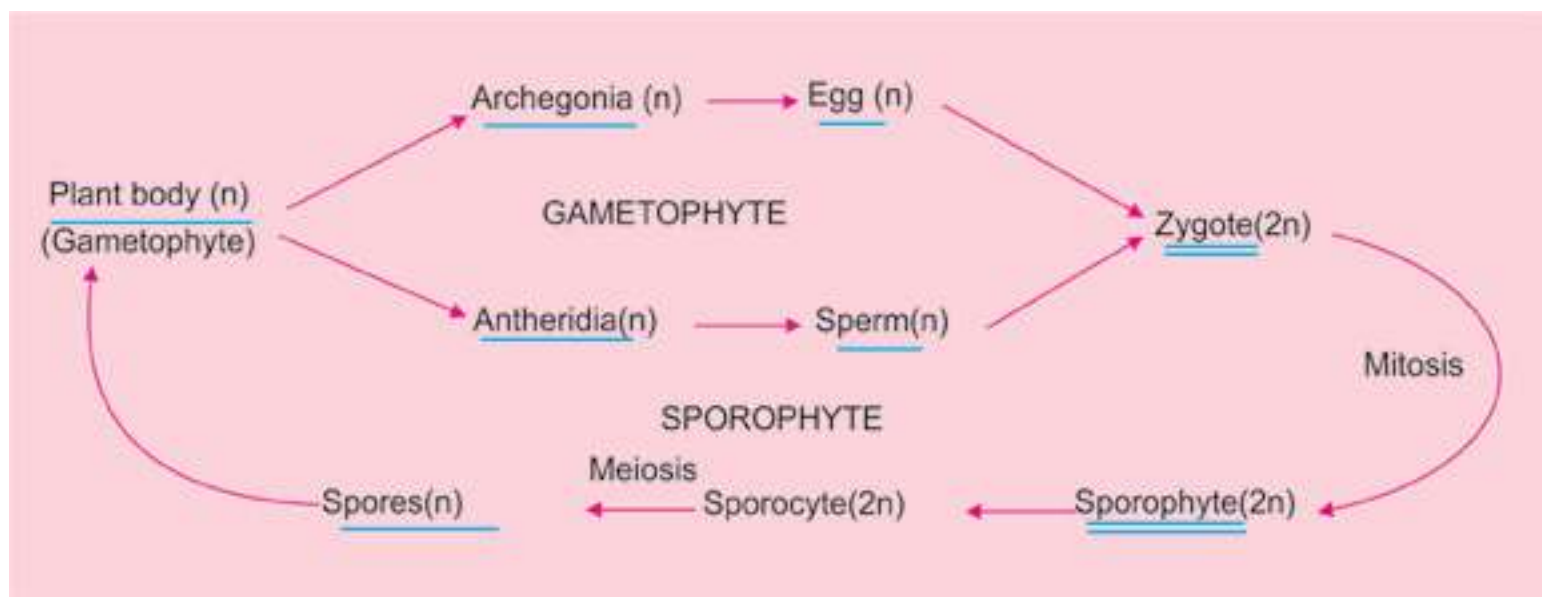 Archegonia (n)
Egg (n)
Plant body (n)
(Gametophyte)
GAMETOPHYTE
Zygote(2n)
Antheridia(n)
Sperm(n)
Mitosis
SPOROPHYTE
Meiosis
Spores(n)
Sporocyte(2n)
Sporophyte(2n)